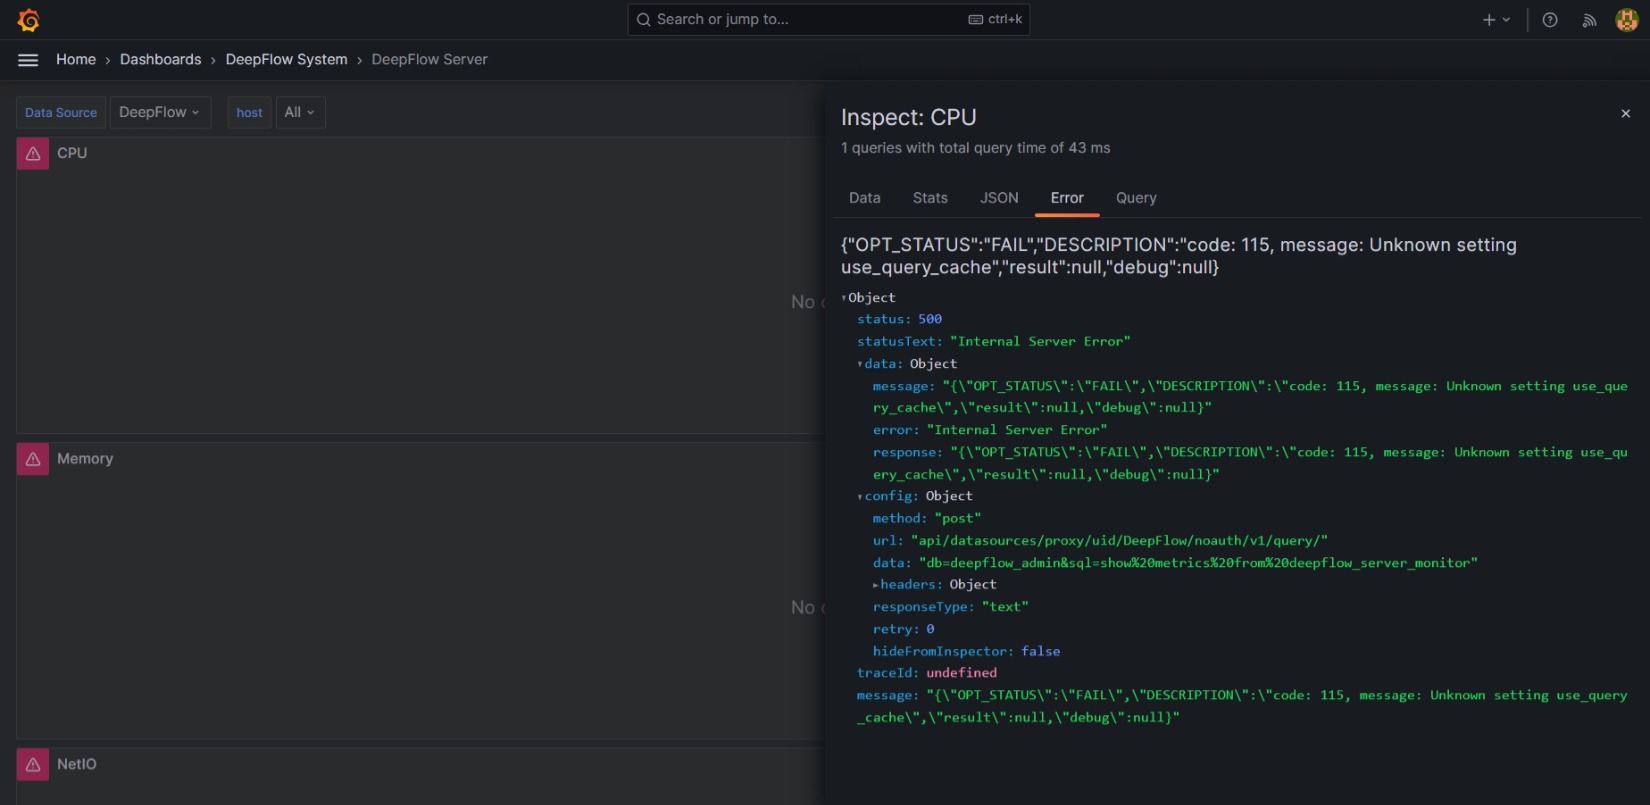 Search or jump to... ctrl+k
Home › Dashboards › DeepFlow System › DeepFlow Server
Data Source DeepFlow host All
CPU
No
Memory
No
NetIO
Inspect: CPU
1 queries with total query time of 43 ms
Data Stats JSON Error Query
{"OPT_STATUS":"FAIL","DESCRIPTION":"code: 115, message: Unknown setting
use_query_cache","result":null,"debug":null}
Object
status: 500
statusText: "Internal Server Error"
data: Object
message: "{\"OPT_STATUS\":\"FAIL\",\"DESCRIPTION\":\"code: 115, message: Unknown setting use_que
ry_cache\",\"result\":null,\"debug\":null}"
error: "Internal Server Error"
response: "{\"OPT_STATUS\":\"FAIL\",\"DESCRIPTION\":\"code: 115, message: Unknown setting use_qu
ery_cache\",\"result\":null,\"debug\":null}"
config: Object
method: "post"
url: "api/datasources/proxy/uid/DeepFlow/noauth/v1/query/"
data: "db=deepflow_admin&sql=show%20metrics%20from%20deepflow_server_monitor"
headers: Object
responseType: "text"
retry: 0
hideFromInspector: false
traceId: undefined
message: "{\"OPT_STATUS\":\"FAIL\",\"DESCRIPTION\":\"code: 115, message: Unknown setting use_query
_cache\",\"result\":null,\"debug\":null}"